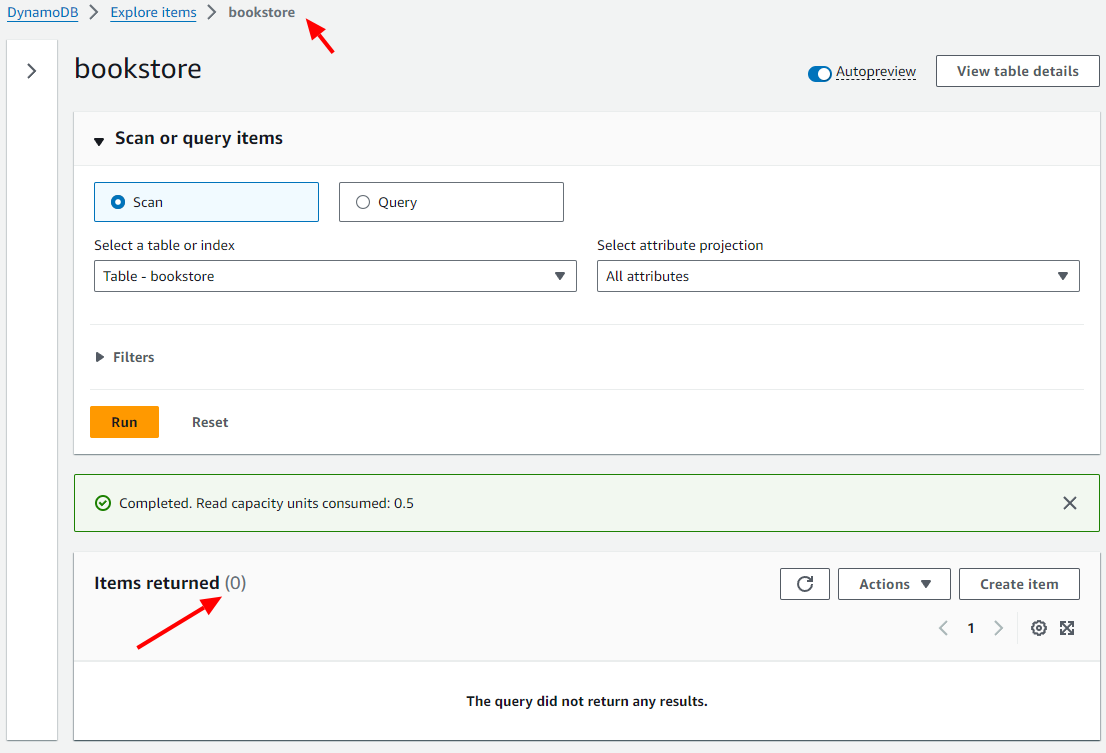 DynamoDB > Explore items > bookstore
bookstore
Autopreview
View table details
Scan or query items
Scan
Query
Select a table or index
Select attribute projection
Table - bookstore
All attributes
Filters
Run
Reset
Completed. Read capacity units consumed: 0.5
Items returned (0)
Actions
Create item
1
The query did not return any results.